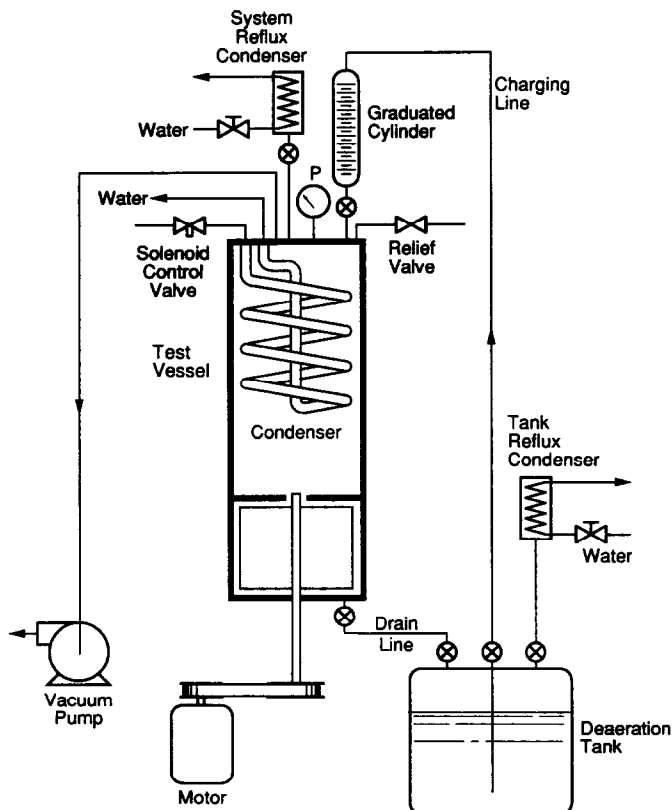 System
Reflux
Condenser
Charging
Line
Graduated
Cylinder
Water
P
Water
Solenoid
Control
Valve
Relief
Valve
Test
Vessel
Condenser
Tank
Reflux
Condenser
Water
Drain
Line
Vacuum
Pump
Motor
Deaeration
Tank